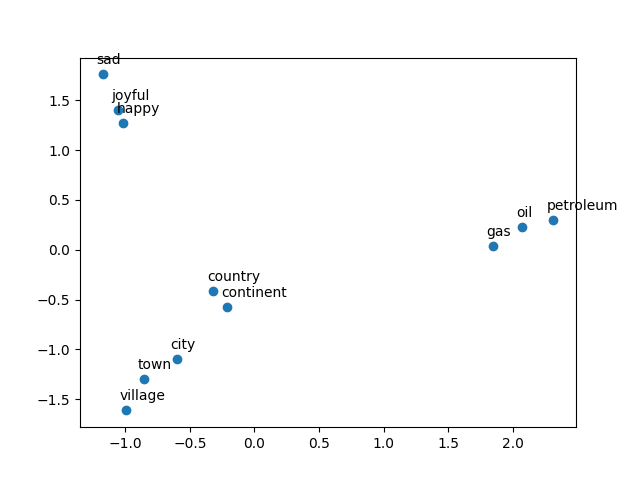 sad
joyful
happy
petroleum
oil
gas
country
continent
city
town
village
1.5
1.0
0.5
0.0
−0.5
−1.0
−1.5
−1.0 −0.5 0.0 0.5 1.0 1.5 2.0